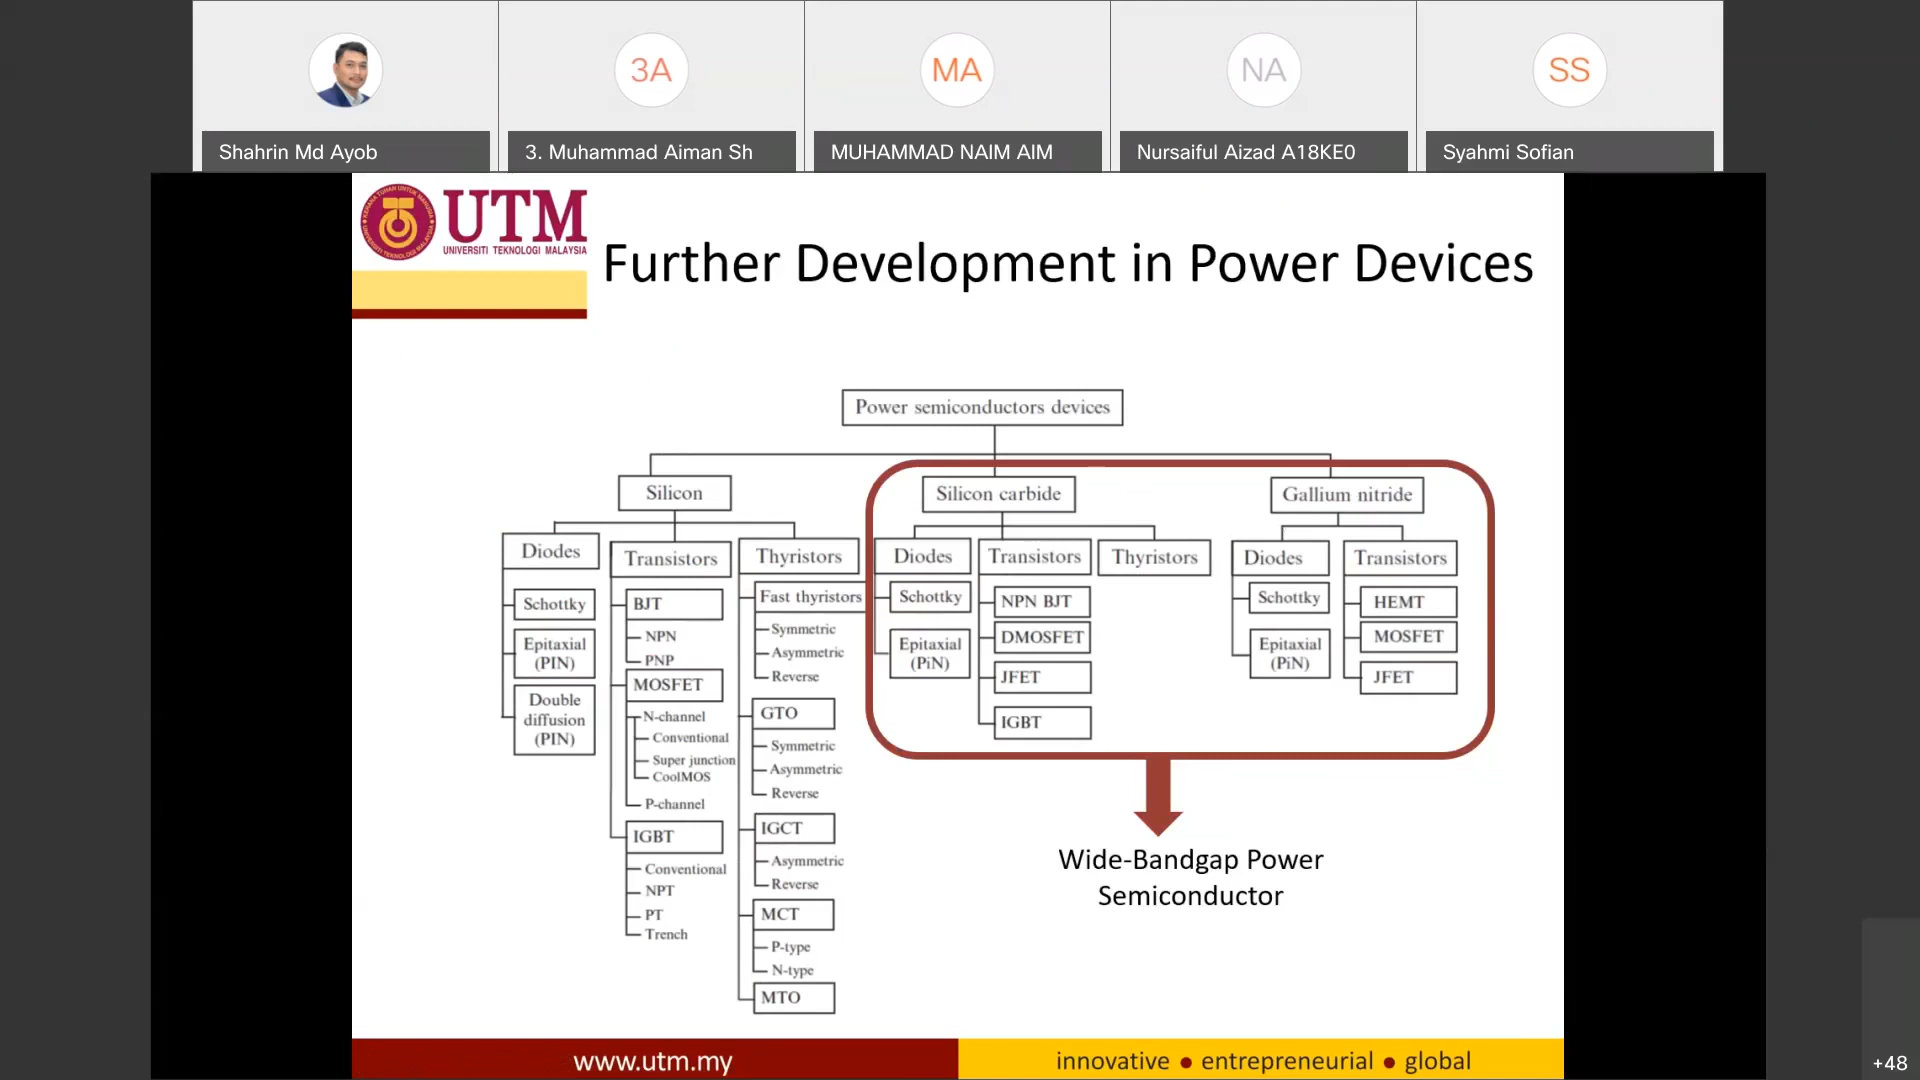 3A
MA
NA
SS
Shahrin Md Ayob
3. Muhammad Aiman Sh
MUHAMMAD NAIM AIM
Nursaiful Aizad A18KE0
Syahmi Sofian
UTM
UNIVERSITI TEKNOLOGI MALAYSIA
Further Development in Power Devices
Power semiconductors devices
Silicon
Silicon carbide
Gallium nitride
Diodes
Schottky
Epitaxial
(PIN)
Double
diffusion
(PIN)
Transistors
BJT
NPN
PNP
MOSFET
N-channel
Conventional
Super junction
CoolMOS
P-channel
IGBT
Conventional
NPT
PT
Trench
Thyristors
Fast thyristors
Symmetric
Asymmetric
Reverse
GTO
Symmetric
Asymmetric
Reverse
IGCT
Asymmetric
Reverse
MCT
P-type
N-type
MTO
Diodes
Schottky
Epitaxial
(PiN)
Transistors
NPN BJT
DMOSFET
JFET
IGBT
Thyristors
Diodes
Schottky
Epitaxial
(PiN)
Transistors
HEMT
MOSFET
JFET
Wide-Bandgap Power
Semiconductor
www.utm.my
innovative ● entrepreneurial ● global
+48